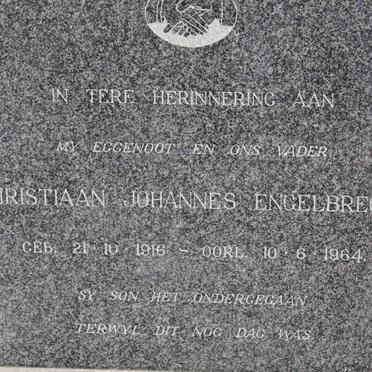 IN TERE HERINNERING AAN
MY EGGENOOT EN ONS VADER
HRISTIAAN JOHANNES ENGELBREC
GEB. 21·10·1916 – OORL. 10·6·1964.
SY SON HET ONDERGEGAAN
TERWYL DIT NOG DAG WAS.